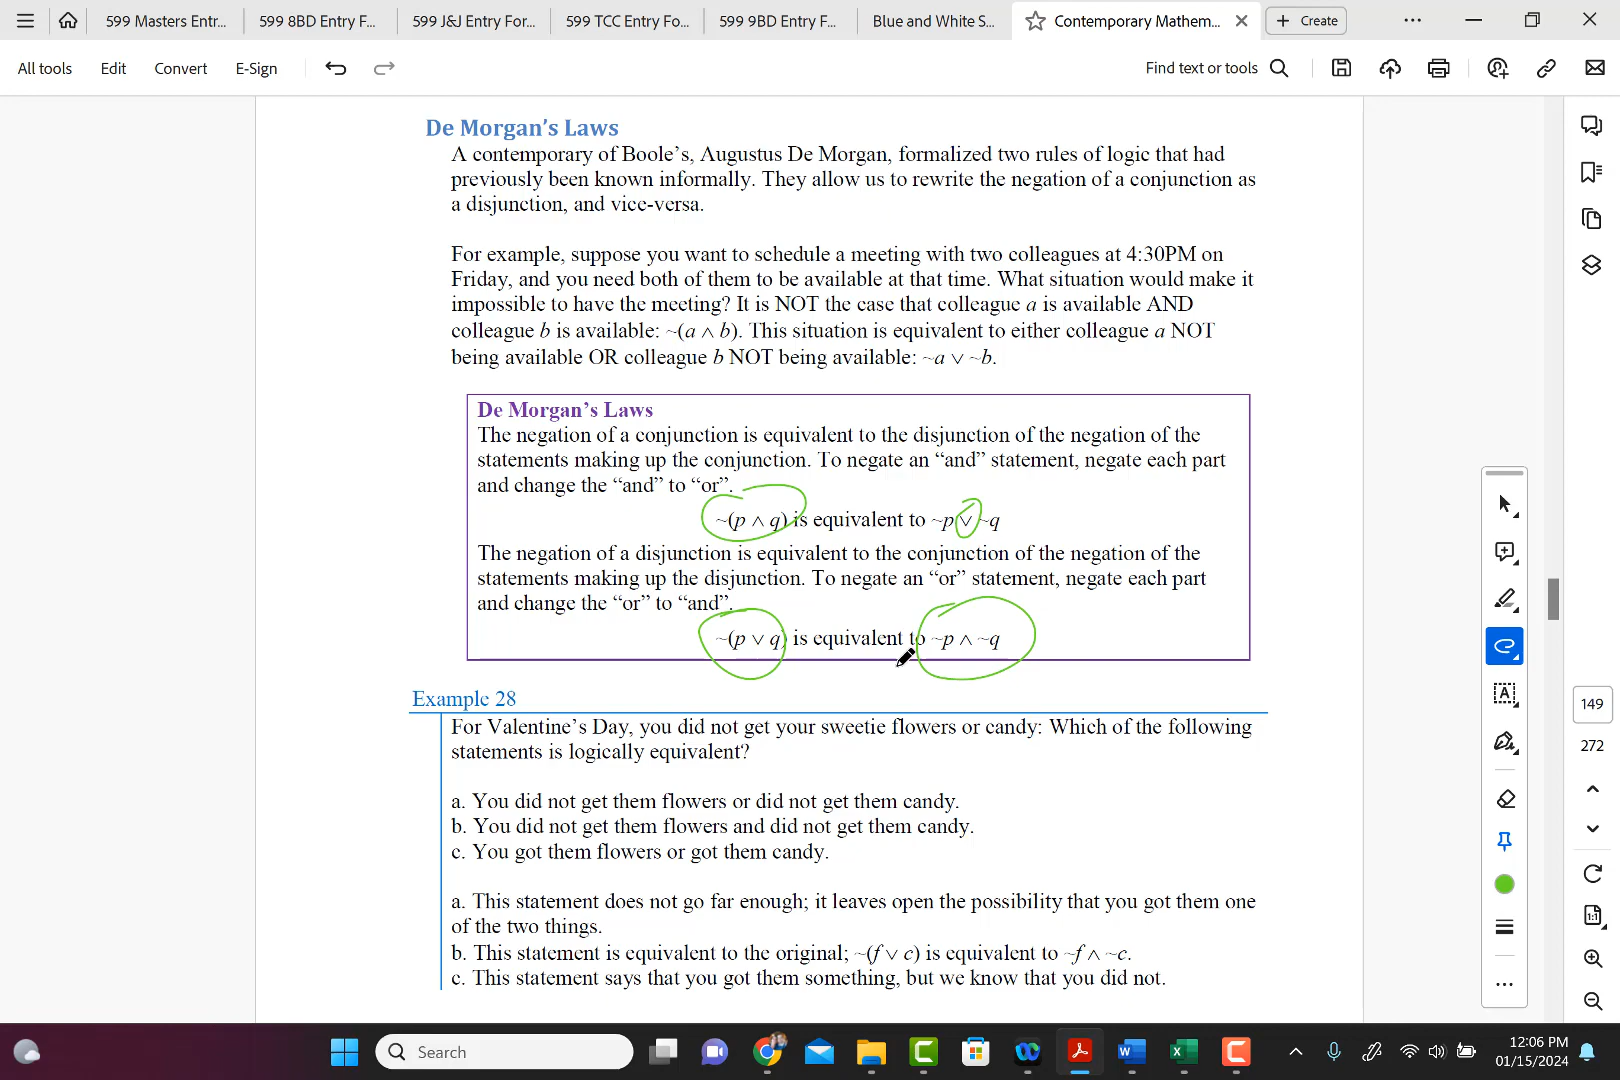 599 Masters Entr...
599 8BD Entry F...
599 J&J Entry For...
599 TCC Entry Fo...
599 9BD Entry F...
Blue and White S...
Contemporary Mathem...
Create
All tools
Edit
Convert
E-Sign
Find text or tools
De Morgan's Laws
A contemporary of Boole's, Augustus De Morgan, formalized two rules of logic that had
previously been known informally. They allow us to rewrite the negation of a conjunction as
a disjunction, and vice-versa.
For example, suppose you want to schedule a meeting with two colleagues at 4:30PM on
Friday, and you need both of them to be available at that time. What situation would make it
impossible to have the meeting? It is NOT the case that colleague a is available AND
colleague b is available: ~(a ∧ b). This situation is equivalent to either colleague a NOT
being available OR colleague b NOT being available: ~a ∨ ~b.
De Morgan's Laws
The negation of a conjunction is equivalent to the disjunction of the negation of the
statements making up the conjunction. To negate an “and” statement, negate each part
and change the “and” to “or”.
~(p ∧ q) is equivalent to ~p ∨ ~q
The negation of a disjunction is equivalent to the conjunction of the negation of the
statements making up the disjunction. To negate an “or” statement, negate each part
and change the “or” to “and”.
~(p ∨ q) is equivalent to ~p ∧ ~q
Example 28
For Valentine's Day, you did not get your sweetie flowers or candy: Which of the following
statements is logically equivalent?
a. You did not get them flowers or did not get them candy.
b. You did not get them flowers and did not get them candy.
c. You got them flowers or got them candy.
a. This statement does not go far enough; it leaves open the possibility that you got them one
of the two things.
b. This statement is equivalent to the original; ~(f ∨ c) is equivalent to ~f ∧ ~c.
c. This statement says that you got them something, but we know that you did not.
149
272
1:1
Search
12:06 PM
01/15/2024